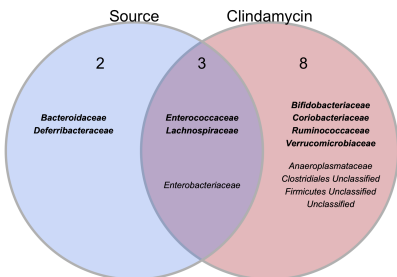 Source Clindamycin
2 3 8
Bacteroidaceae
Deferribacteraceae
Enterococcaceae
Lachnospiraceae
Enterobacteriaceae
Bifidobacteriaceae
Coriobacteriaceae
Ruminococcaceae
Verrucomicrobiaceae
Anaeroplasmataceae
Clostridiales Unclassified
Firmicutes Unclassified
Unclassified